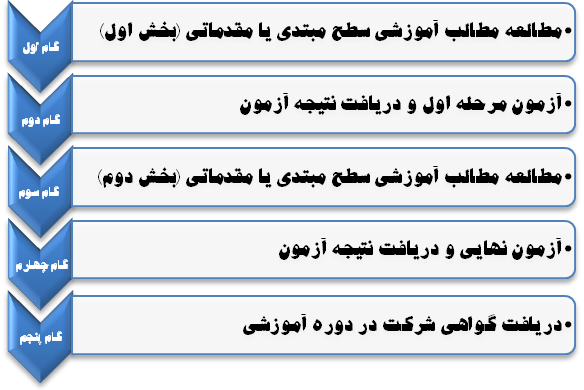 گام اول
•مطالعه مطالب آموزشی سطح مبتدی یا مقدماتی (بخش اول)
گام دوم
•آزمون مرحله اول و دریافت نتیجه آزمون
گام سوم
•مطالعه مطالب آموزشی سطح مبتدی یا مقدماتی (بخش دوم)
گام چهارم
•آزمون نهایی و دریافت نتیجه آزمون
گام پنجم
•دریافت گواهی شرکت در دوره آموزشی